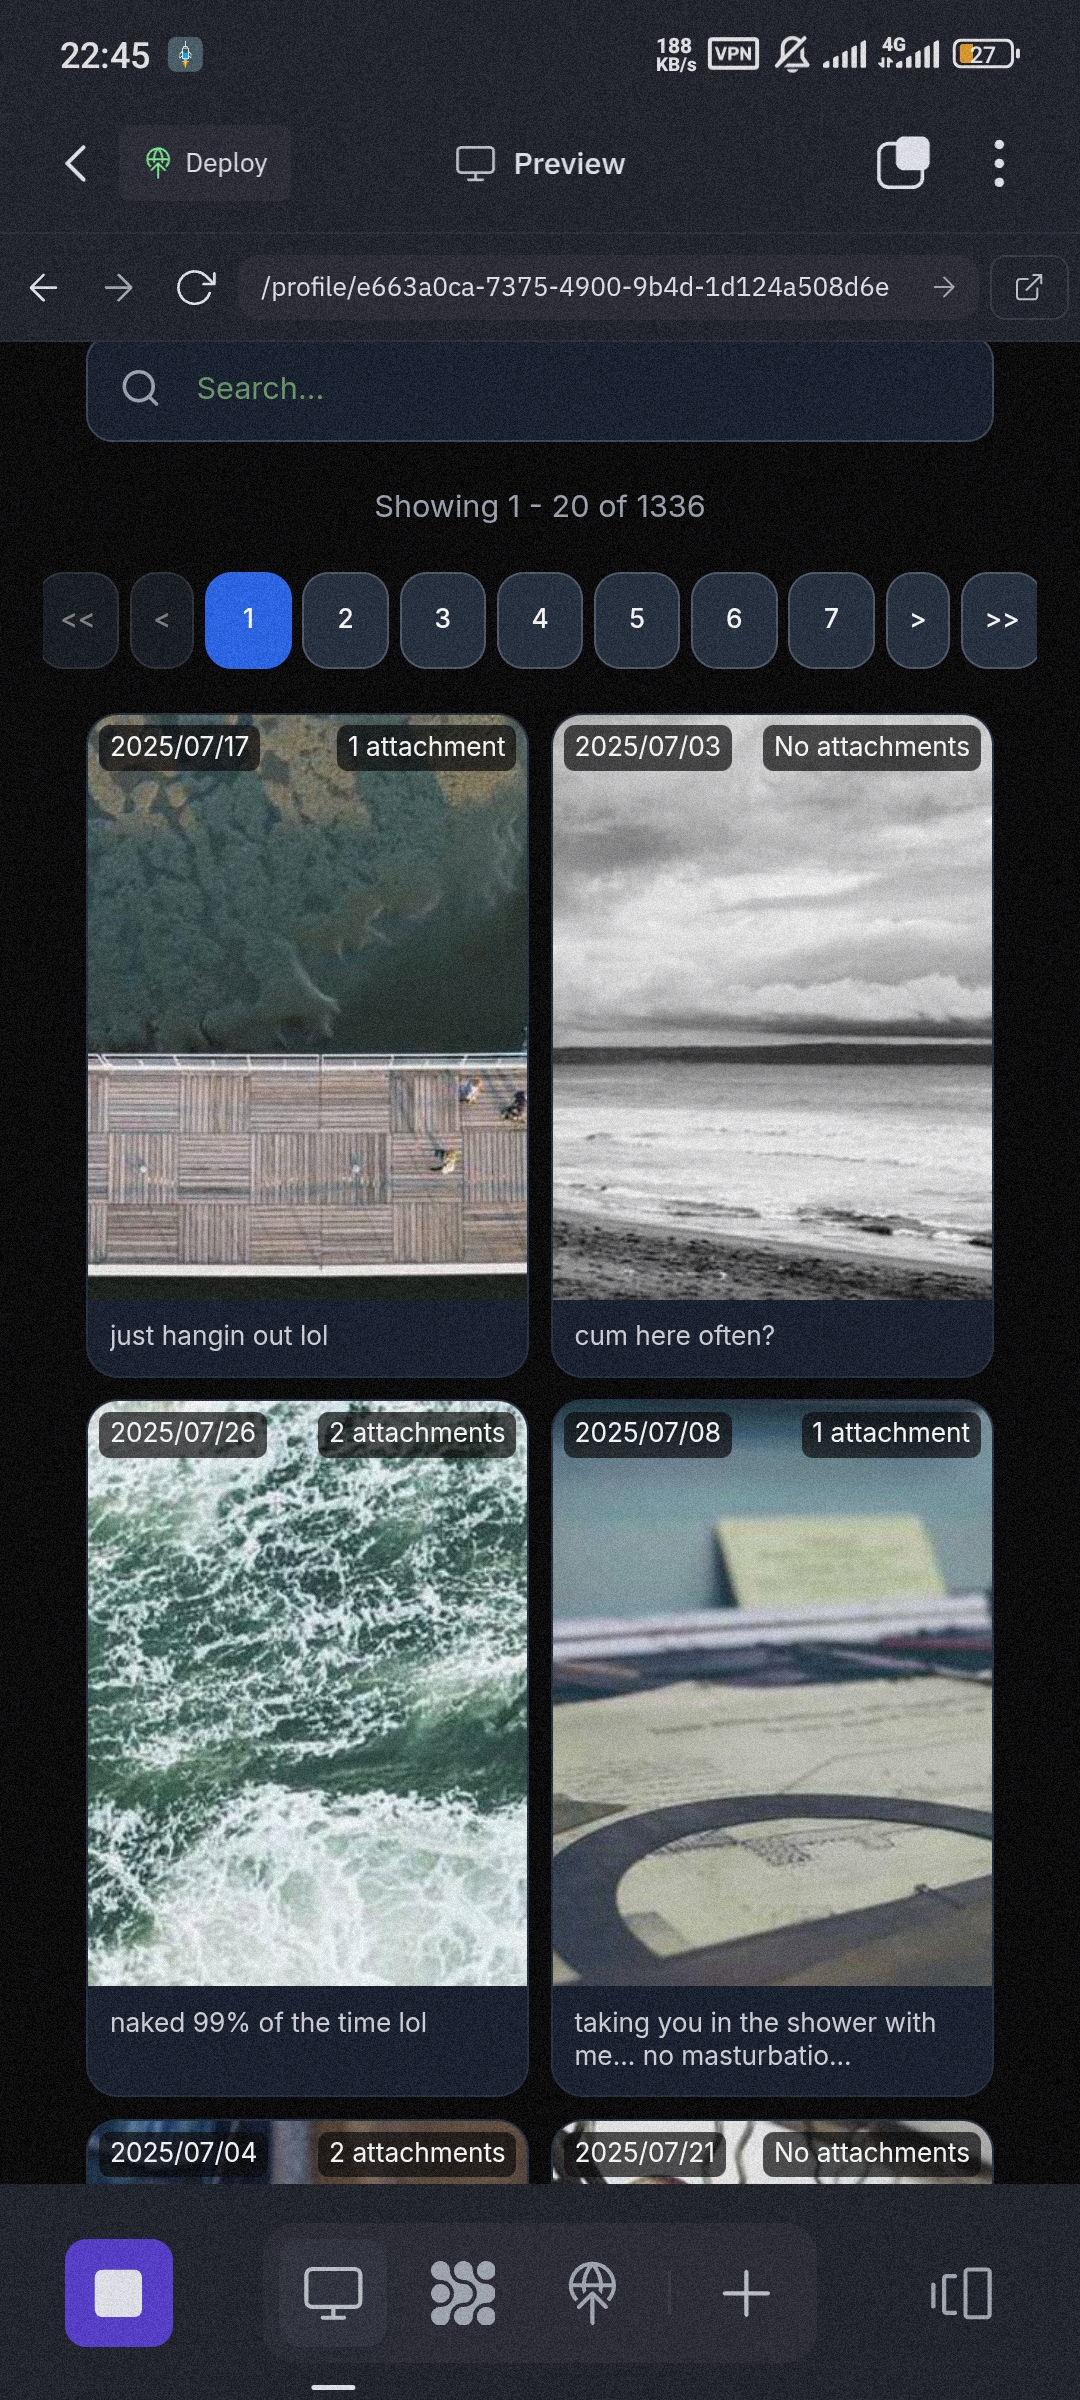 22:45
188
KB/s
VPN
4G
27
Deploy
Preview
/profile/e663a0ca-7375-4900-9b4d-1d124a508d6e
Search...
Showing 1 - 20 of 1336
<< < 1 2 3 4 5 6 7 > >>
2025/07/17 1 attachment
just hangin out lol
2025/07/03 No attachments
cum here often?
2025/07/26 2 attachments
naked 99% of the time lol
2025/07/08 1 attachment
taking you in the shower with
me... no masturbatio...
2025/07/04 2 attachments
2025/07/21 No attachments